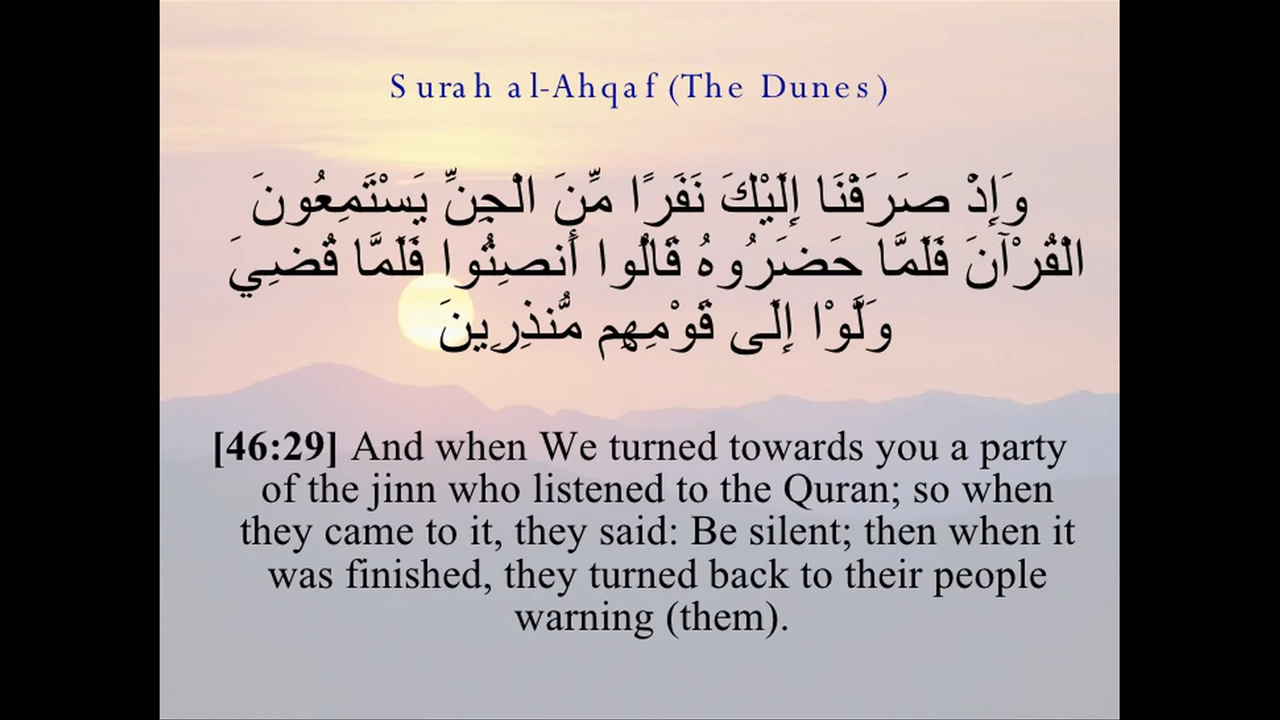 Surah al-Ahqaf (The Dunes)
وَإِذْ صَرَفْنَا إِلَيْكَ نَفَرًا مِّنَ الْجِنِّ يَسْتَمِعُونَ
الْقُرْآنَ فَلَمَّا حَضَرُوهُ قَالُوا أَنصِتُوا فَلَمَّا قُضِيَ
وَلَّوْا إِلَى قَوْمِهِم مُّنذِرِينَ
[46:29] And when We turned towards you a party
of the jinn who listened to the Quran; so when
they came to it, they said: Be silent; then when it
was finished, they turned back to their people
warning (them).